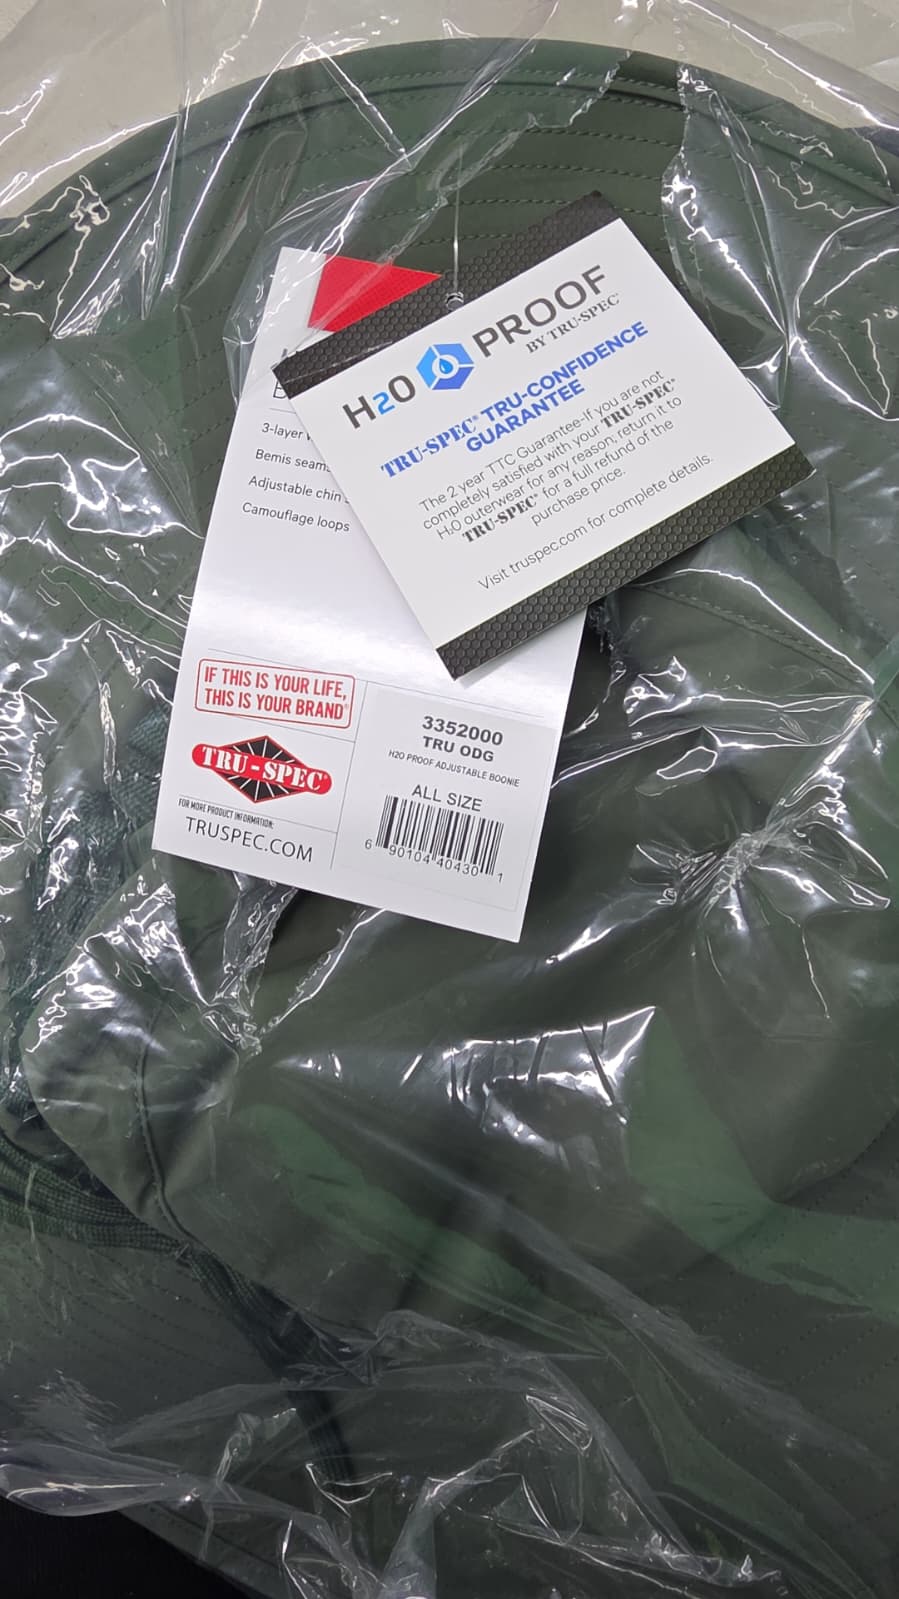 H2O PROOF
BY TRU-SPEC®
TRU-SPEC® TRU-CONFIDENCE
GUARANTEE
The 2 year TTC Guarantee-If you are not
completely satisfied with your TRU-SPEC®
H2O outerwear for any reason, return it to
TRU-SPEC® for a full refund of the
purchase price.
Visit truspec.com for complete details.
3-layer
Bemis seams
Adjustable chin
Camouflage loops
IF THIS IS YOUR LIFE,
THIS IS YOUR BRAND®
TRU-SPEC®
FOR MORE PRODUCT INFORMATION:
TRUSPEC.COM
3352000
TRU ODG
H2O PROOF ADJUSTABLE BOONIE
ALL SIZE
6 90104 40430 1